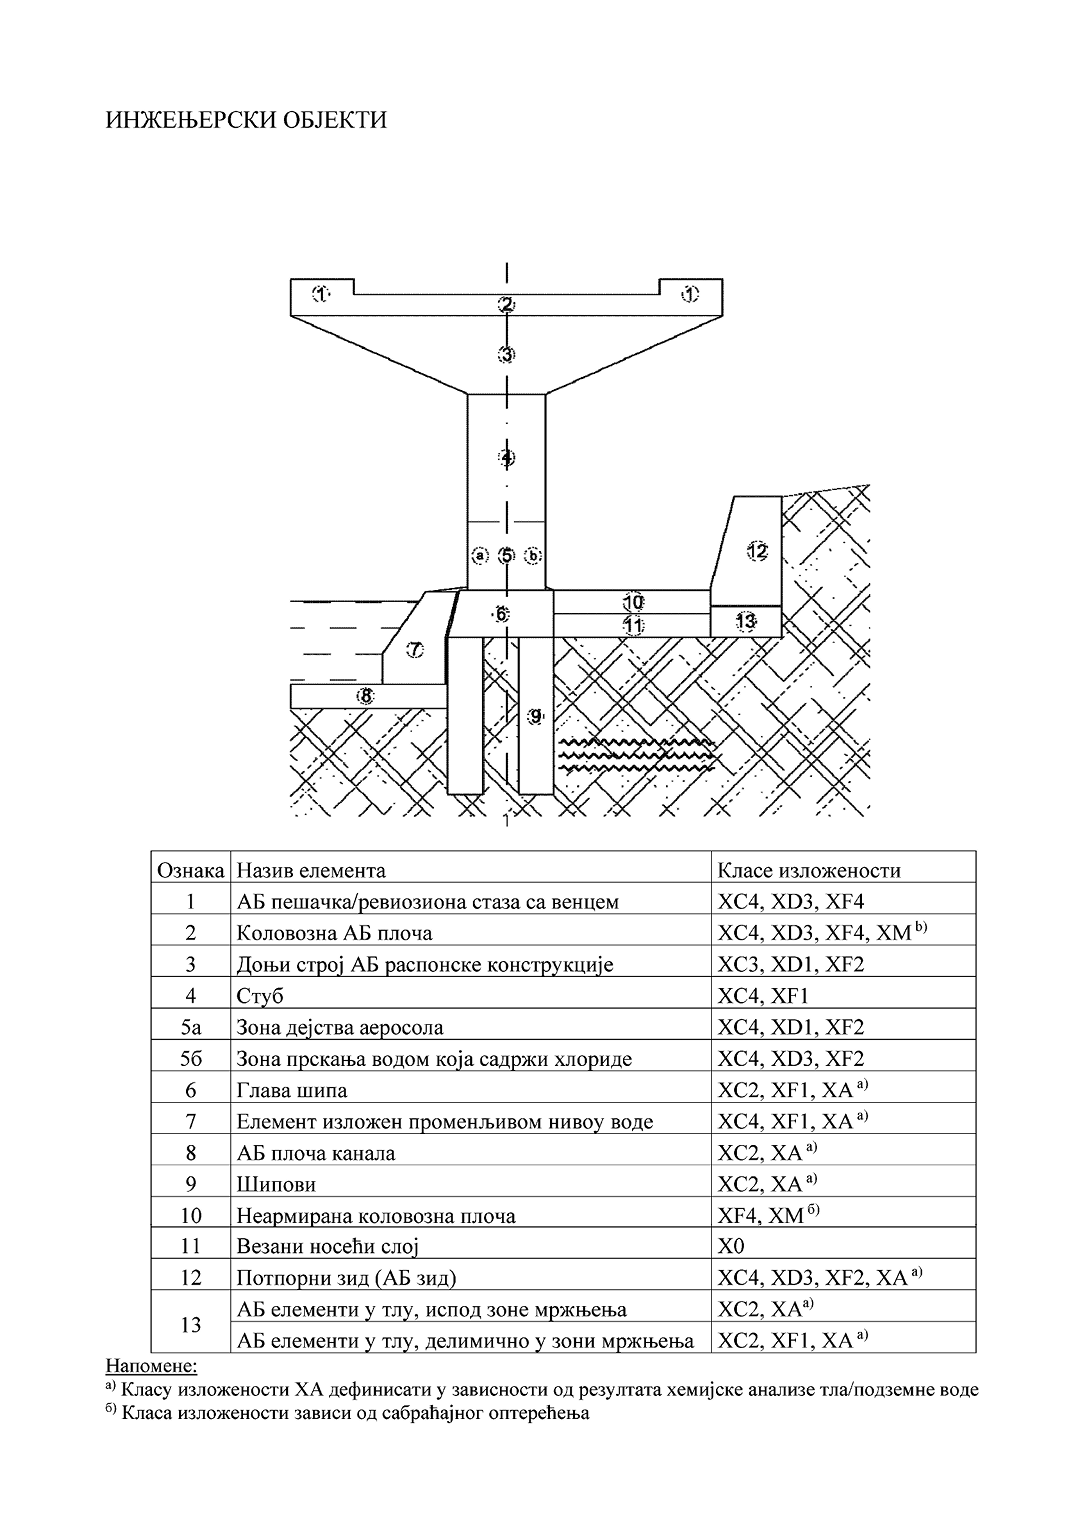 ИНЖЕЊЕРСКИ ОБЈЕКТИ
1 1
2
3
4
a 5 b
12
10
6
11 13
7
8
9
Ознака Назив елемента Класе изложености
1 АБ пешачка/ревиозиона стаза са венцем XC4, XD3, XF4
2 Коловозна АБ плоча XC4, XD3, XF4, XM b)
3 Доњи строј АБ распонске конструкције XC3, XD1, XF2
4 Стуб XC4, XF1
5а Зона дејства аеросола XC4, XD1, XF2
5б Зона прскања водом која садржи хлориде XC4, XD3, XF2
6 Глава шипа XC2, XF1, XA а)
7 Елемент изложен променљивом нивоу воде XC4, XF1, XA а)
8 АБ плоча канала XC2, XA а)
9 Шипови XC2, XA а)
10 Неармирана коловозна плоча XF4, XM б)
11 Везани носећи слој X0
12 Потпорни зид (АБ зид) XC4, XD3, XF2, XA а)
13 АБ елементи у тлу, испод зоне мржњења XC2, XA а)
АБ елементи у тлу, делимично у зони мржњења XC2, XF1, XA а)
Напомене:
а) Класу изложености ХА дефинисати у зависности од резултата хемијске анализе тла/подземне воде
б) Класа изложености зависи од сабраћајног оптерећења